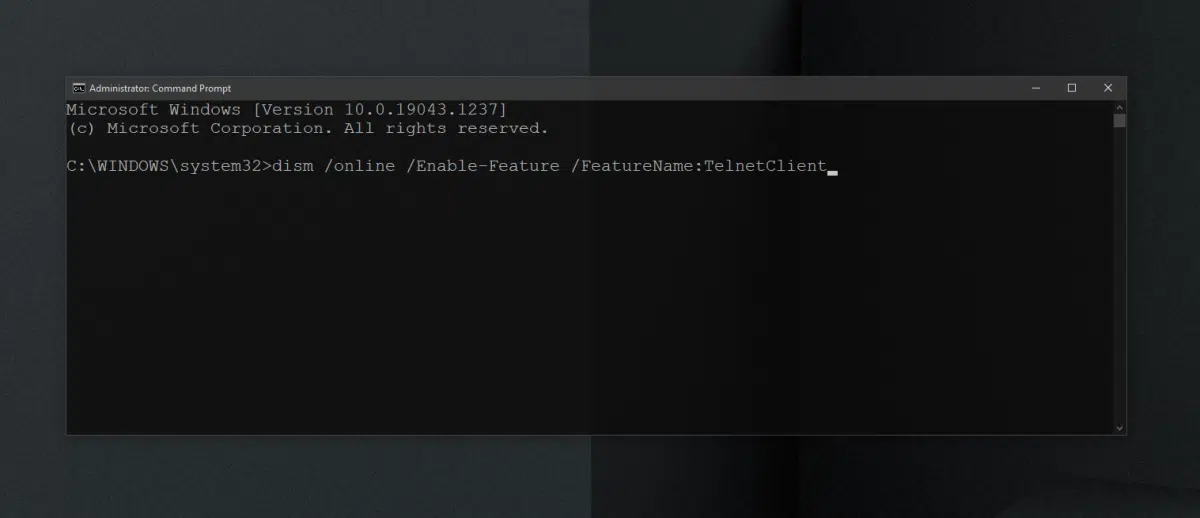 Administrator: Command Prompt
Microsoft Windows [Version 10.0.19043.1237]
(c) Microsoft Corporation. All rights reserved.
C:\WINDOWS\system32>dism /online /Enable-Feature /FeatureName:TelnetClient